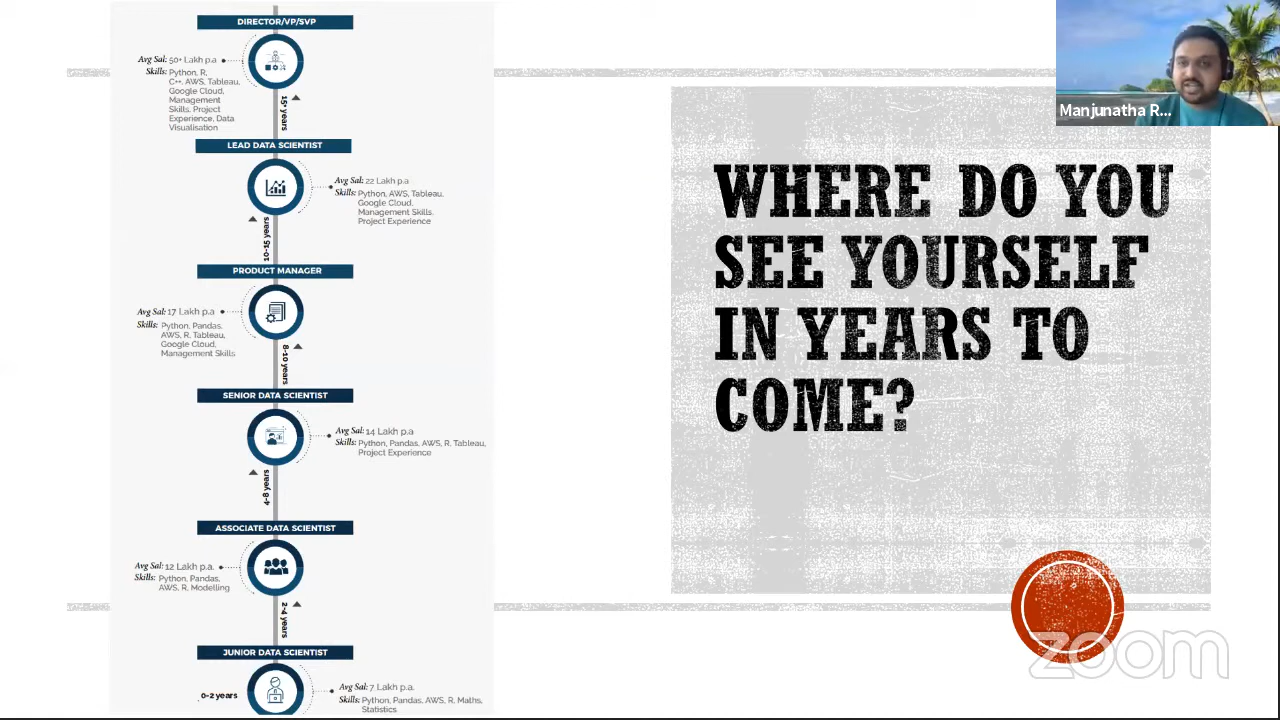 DIRECTOR/VP/SVP
Avg Sal: 50+ Lakh p.a
Skills: Python, R,
C++, AWS, Tableau,
Google Cloud,
Management
Skills, Project
Experience, Data
Visualisation
15+ years
LEAD DATA SCIENTIST
Avg Sal: 22 Lakh p.a
Skills: Python, AWS, Tableau,
Google Cloud,
Management Skills,
Project Experience
10-15 years
PRODUCT MANAGER
Avg Sal: 17 Lakh p.a
Skills: Python, Pandas,
AWS, R, Tableau,
Google Cloud,
Management Skills
8-10 years
SENIOR DATA SCIENTIST
Avg Sal: 14 Lakh p.a
Skills: Python, Pandas, AWS, R, Tableau,
Project Experience
4-8 years
ASSOCIATE DATA SCIENTIST
Avg Sal: 12 Lakh p.a.
Skills: Python, Pandas,
AWS, R, Modelling
2-4 years
JUNIOR DATA SCIENTIST
0-2 years
Avg Sal: 7 Lakh p.a.
Skills: Python, Pandas, AWS, R, Maths,
Statistics
WHERE DO YOU
SEE YOURSELF
IN YEARS TO
COME?
Manjunatha R...
zoom